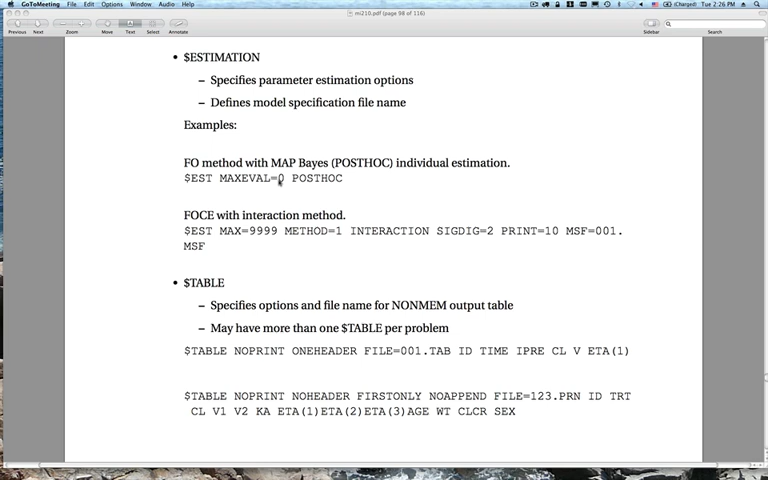 GoToMeeting File Edit Options Window Audio Help
(Charged) Tue 2:26 PM
mi210.pdf (page 98 of 116)
Previous Next Zoom Move Text Select Annotate Sidebar Search
• $ESTIMATION
– Specifies parameter estimation options
– Defines model specification file name
Examples:
FO method with MAP Bayes (POSTHOC) individual estimation.
$EST MAXEVAL=0 POSTHOC
FOCE with interaction method.
$EST MAX=9999 METHOD=1 INTERACTION SIGDIG=2 PRINT=10 MSF=001.
MSF
• $TABLE
– Specifies options and file name for NONMEM output table
– May have more than one $TABLE per problem
$TABLE NOPRINT ONEHEADER FILE=001.TAB ID TIME IPRE CL V ETA(1)
$TABLE NOPRINT NOHEADER FIRSTONLY NOAPPEND FILE=123.PRN ID TRT
CL V1 V2 KA ETA(1)ETA(2)ETA(3)AGE WT CLCR SEX